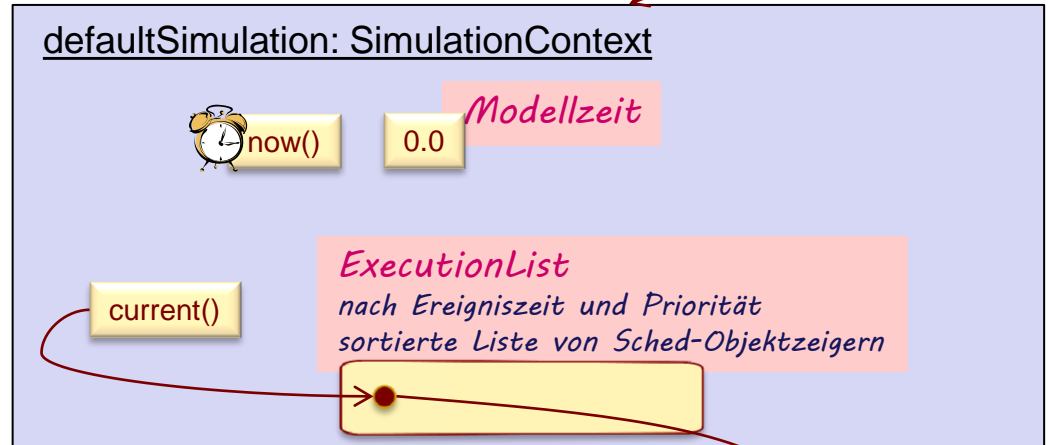 defaultSimulation: SimulationContext
Modellzeit
now()
0.0
ExecutionList
nach Ereigniszeit und Priorität
current()
sortierte Liste von Sched-Objektzeigern